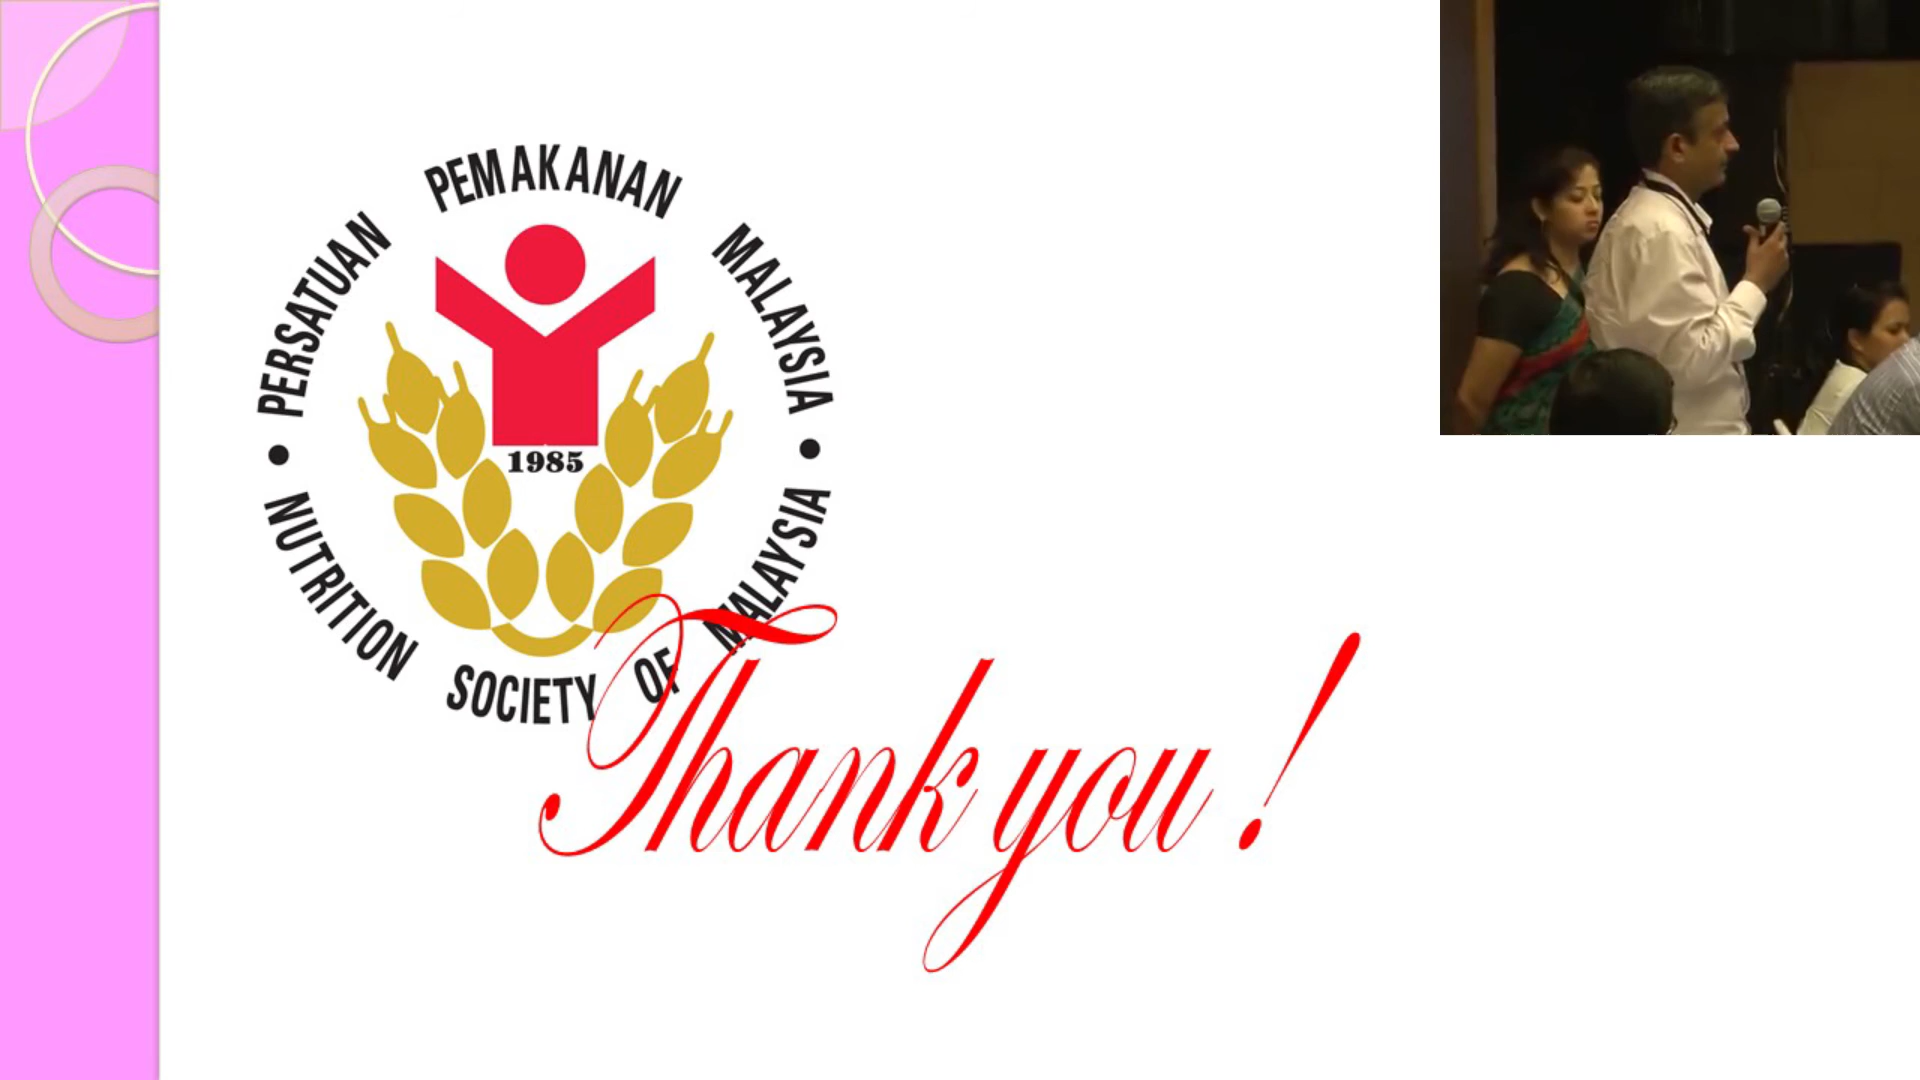 PERSATUAN PEMAKANAN MALAYSIA
1985
NUTRITION SOCIETY OF MALAYSIA
Thank you !